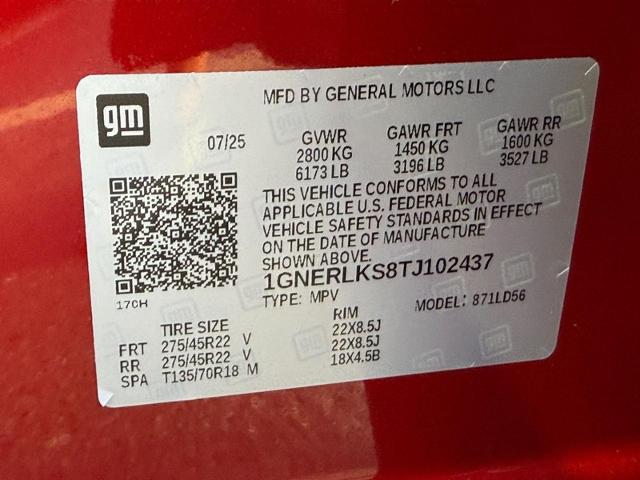 gm
MFD BY GENERAL MOTORS LLC
07/25
GVWR
2800 KG
6173 LB
GAWR FRT
1450 KG
3196 LB
GAWR RR
1600 KG
3527 LB
THIS VEHICLE CONFORMS TO ALL
APPLICABLE U.S. FEDERAL MOTOR
VEHICLE SAFETY STANDARDS IN EFFECT
ON THE DATE OF MANUFACTURE
SHOWN ABOVE.
1GNERLKS8TJ102437
17CH
TYPE: MPV
MODEL: 871LD56
TIRE SIZE RIM
FRT 275/45R22 V 22X8.5J
RR 275/45R22 V 22X8.5J
SPA T135/70R18 M 18X4.5B